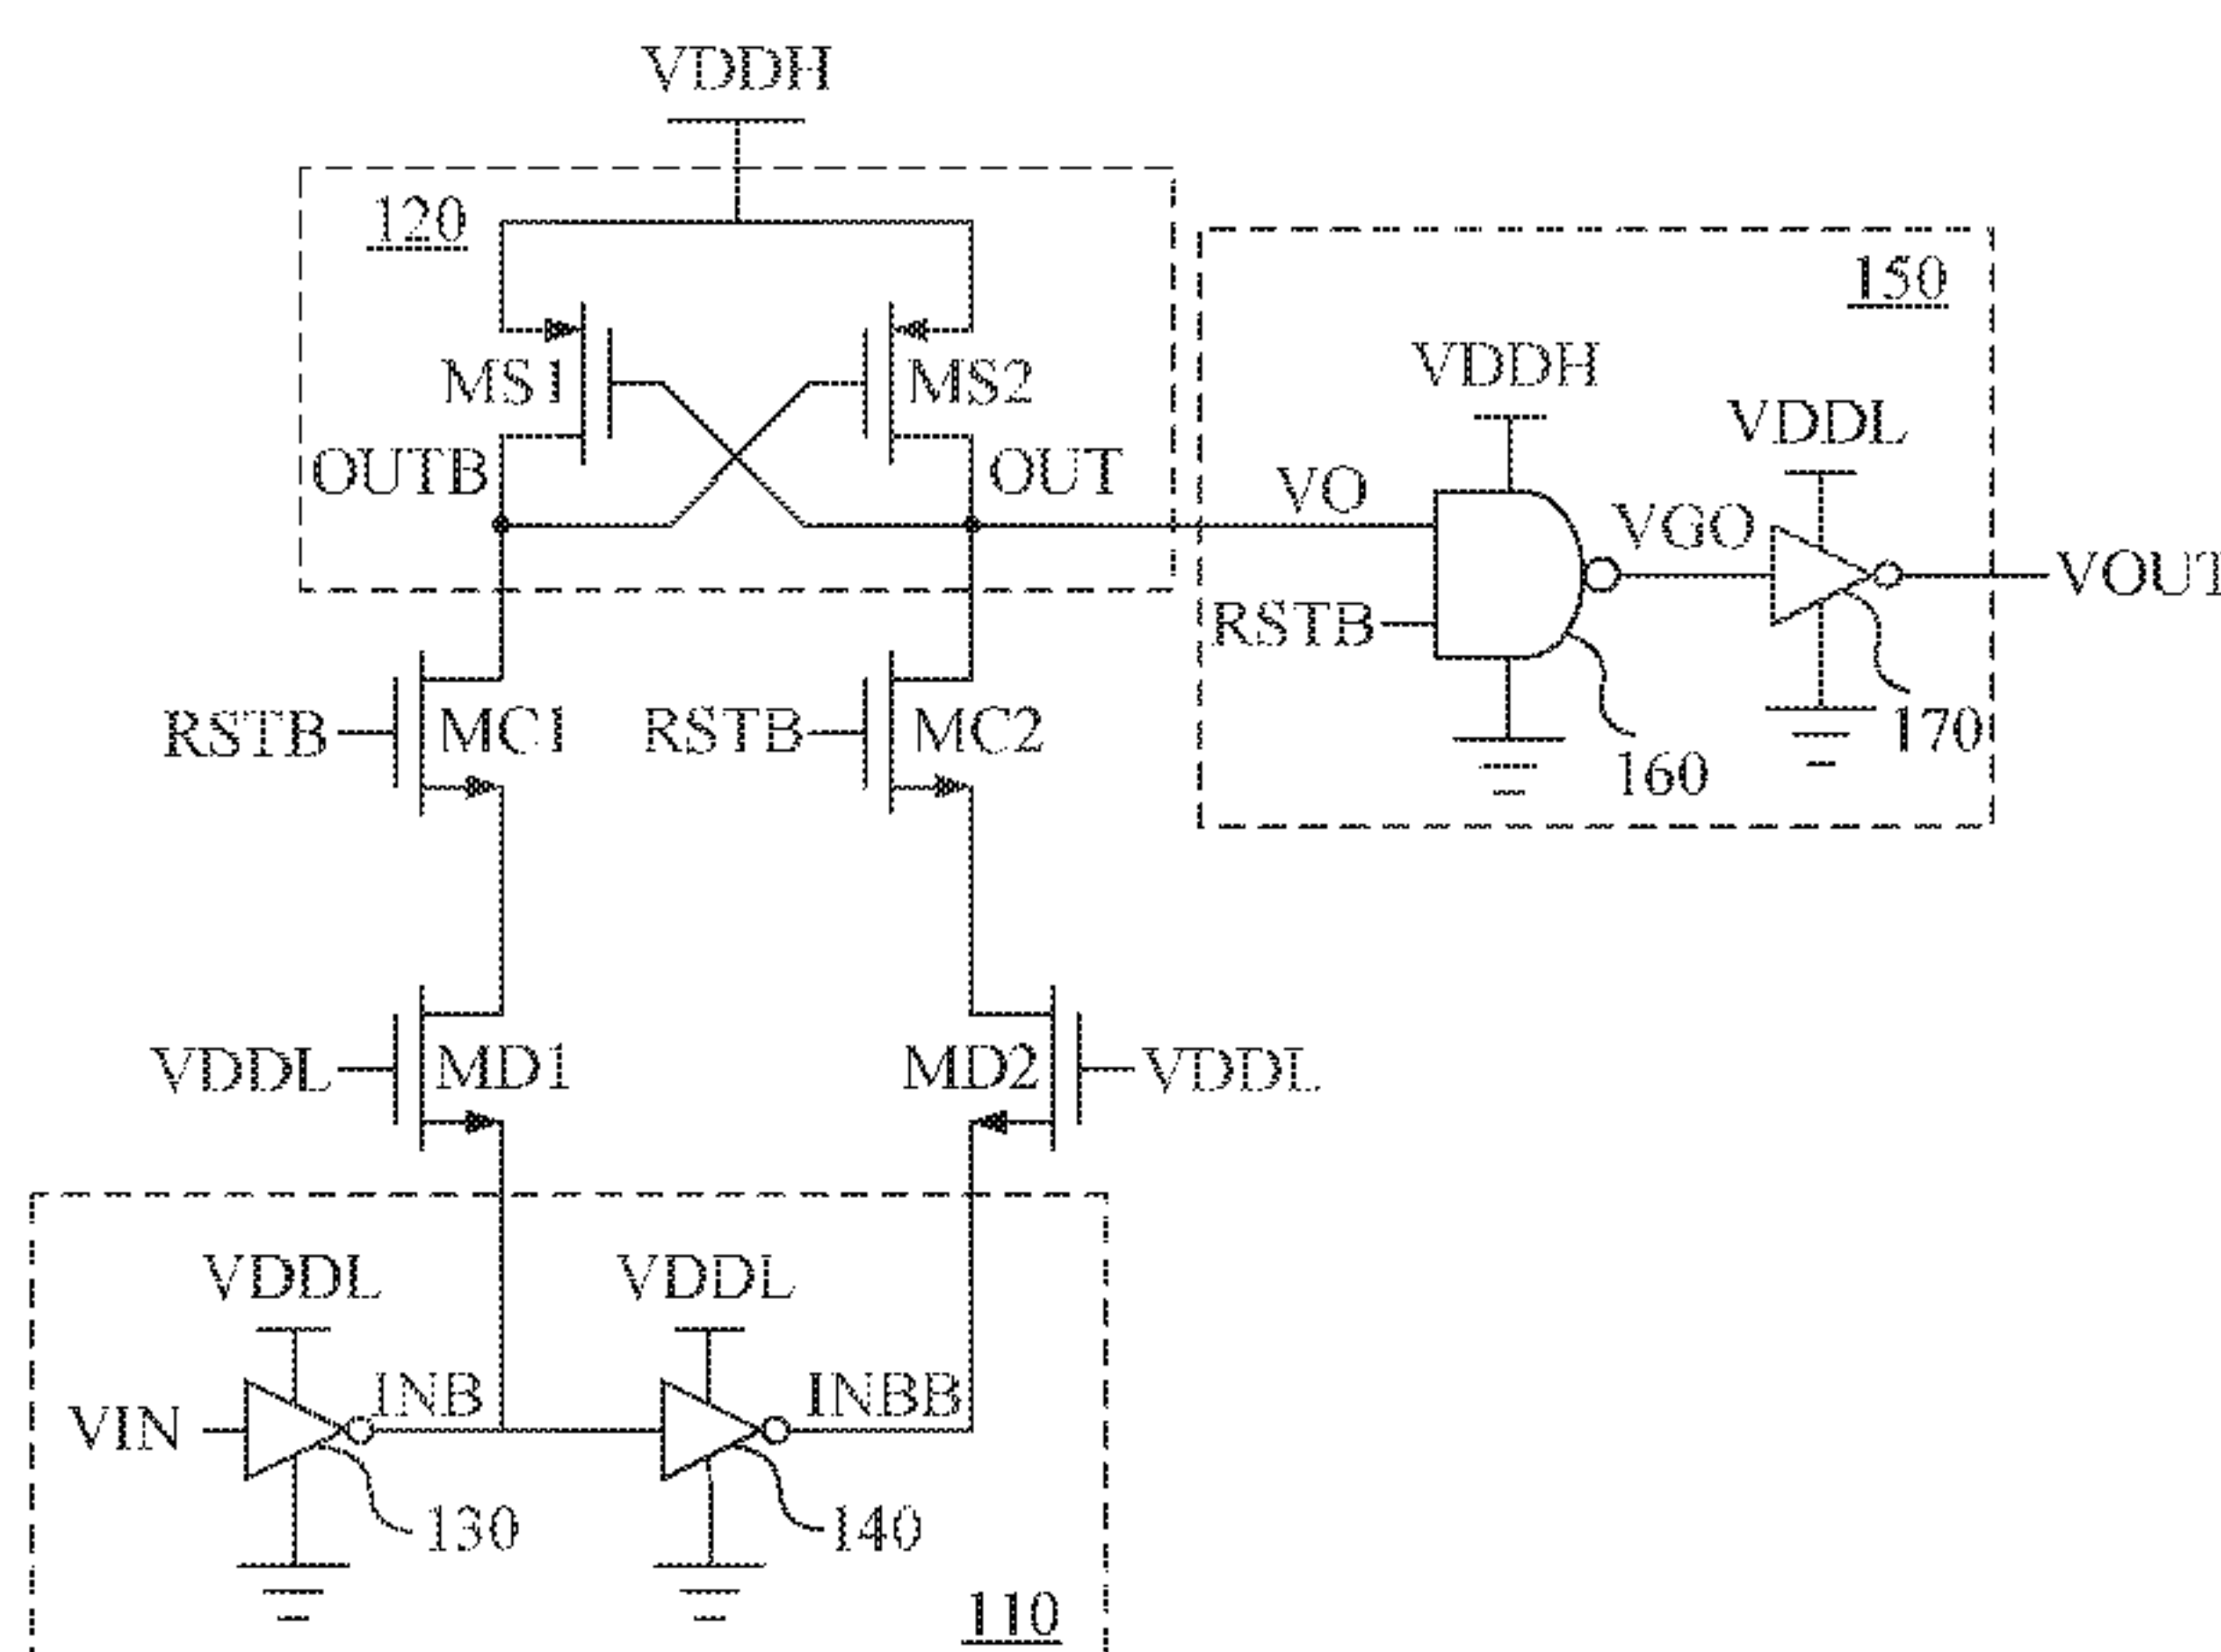 VDDH
120
150
VDDH
MS1
MS2
VDDL
OUTB
OUT
VO
VGO
VOUT
RSTB
RSTB
MC1
RSTB
MC2
170
160
VDDL
MD1
MD2
VDDL
VDDL
VDDL
VIN
INB
INBB
130
140
110